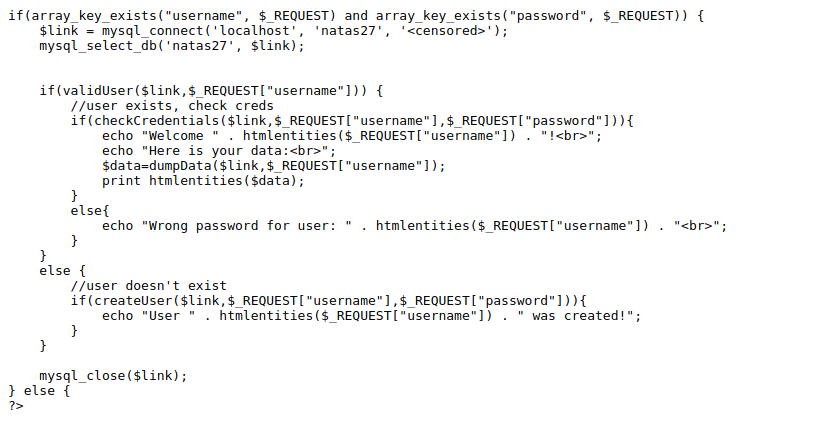 if(array_key_exists("username", $_REQUEST) and array_key_exists("password", $_REQUEST)) {
    $link = mysql_connect('localhost', 'natas27', '<censored>');
    mysql_select_db('natas27', $link);


    if(validUser($link,$_REQUEST["username"])) {
        //user exists, check creds
        if(checkCredentials($link,$_REQUEST["username"],$_REQUEST["password"])){
            echo "Welcome " . htmlentities($_REQUEST["username"]) . "!<br>";
            echo "Here is your data:<br>";
            $data=dumpData($link,$_REQUEST["username"]);
            print htmlentities($data);
        }
        else{
            echo "Wrong password for user: " . htmlentities($_REQUEST["username"]) . "<br>";
        }
    }
    else {
        //user doesn't exist
        if(createUser($link,$_REQUEST["username"],$_REQUEST["password"])){
            echo "User " . htmlentities($_REQUEST["username"]) . " was created!";
        }
    }

    mysql_close($link);
} else {
?>